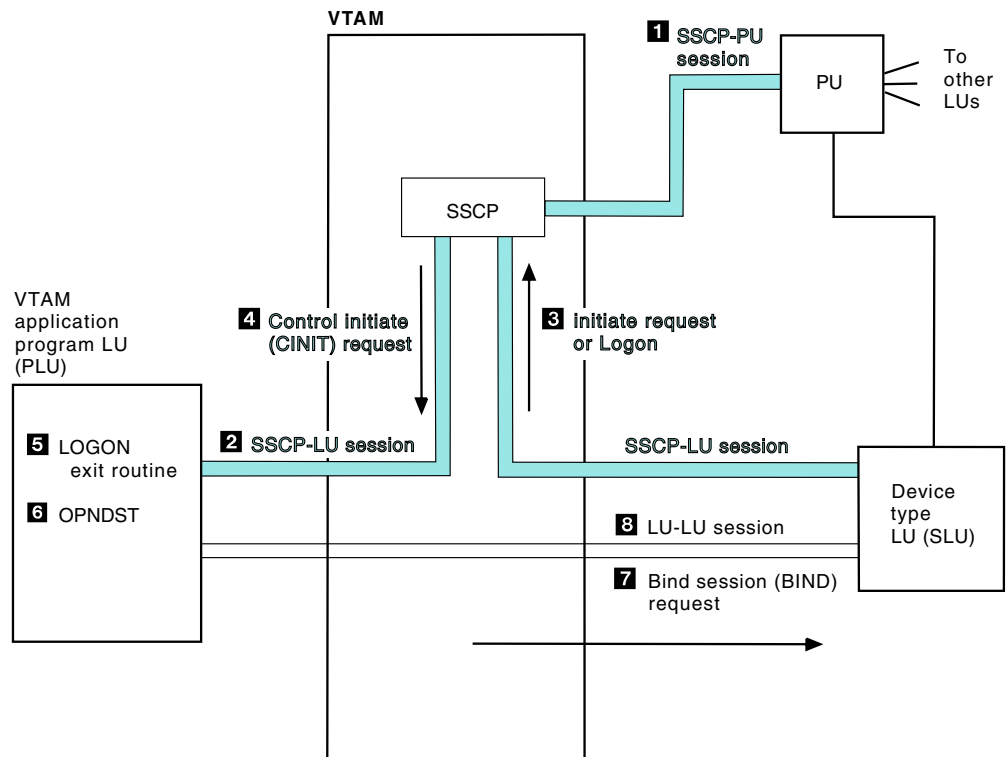 VTAM
1 SSCP-PU
session
PU
To
other
LUs
SSCP
VTAM
application
program LU
(PLU)
4 Control initiate
(CINIT) request
3 initiate request
or Logon
5 LOGON
exit routine
6 OPNDST
2 SSCP-LU session
SSCP-LU session
Device
type
LU (SLU)
8 LU-LU session
7 Bind session (BIND)
request